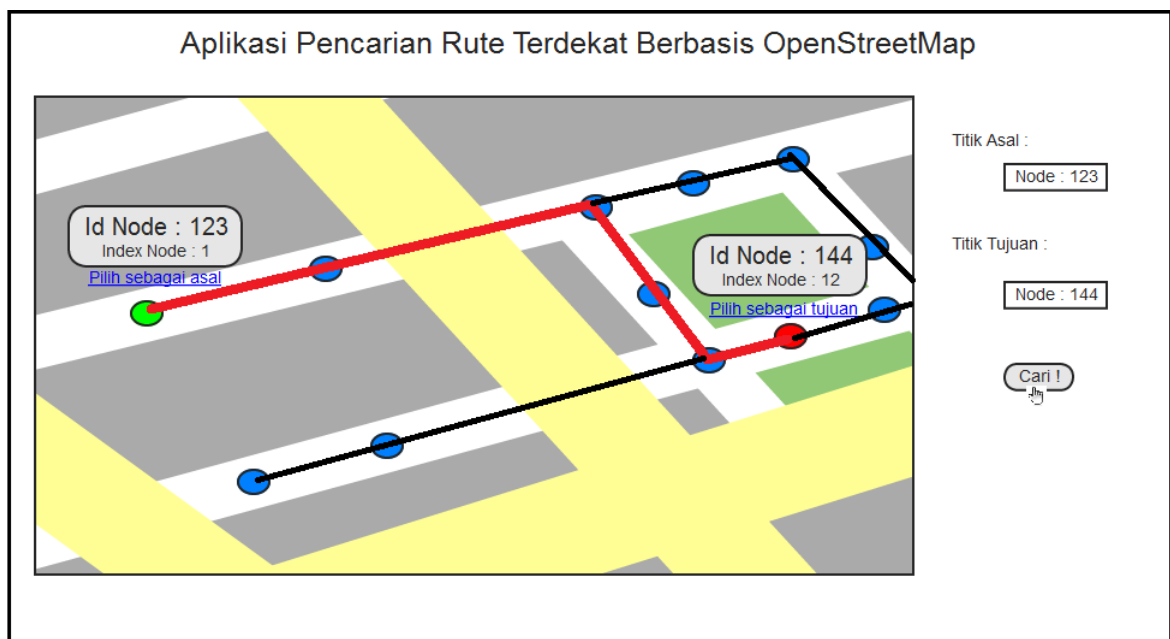 Aplikasi Pencarian Rute Terdekat Berbasis OpenStreetMap
Id Node : 123
Index Node : 1
Pilih sebagai asal
Id Node : 144
Index Node : 12
Pilih sebagai tujuan
Titik Asal :
Node : 123
Titik Tujuan :
Node : 144
Cari !